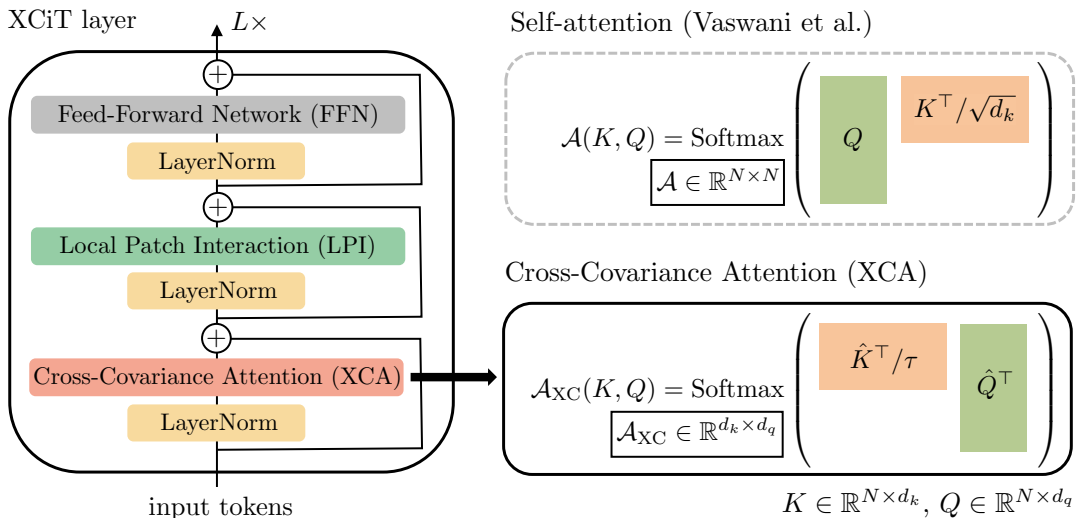 XCiT layer
L×
+
Feed-Forward Network (FFN)
LayerNorm
+
Local Patch Interaction (LPI)
LayerNorm
+
Cross-Covariance Attention (XCA)
LayerNorm
input tokens
Self-attention (Vaswani et al.)
𝒜(K, Q) = Softmax ( Q K^⊤/√d_k )
𝒜 ∈ ℝ^{N×N}
Cross-Covariance Attention (XCA)
𝒜_XC(K, Q) = Softmax ( K̂^⊤/τ Q̂^⊤ )
𝒜_XC ∈ ℝ^{d_k×d_q}
K ∈ ℝ^{N×d_k}, Q ∈ ℝ^{N×d_q}